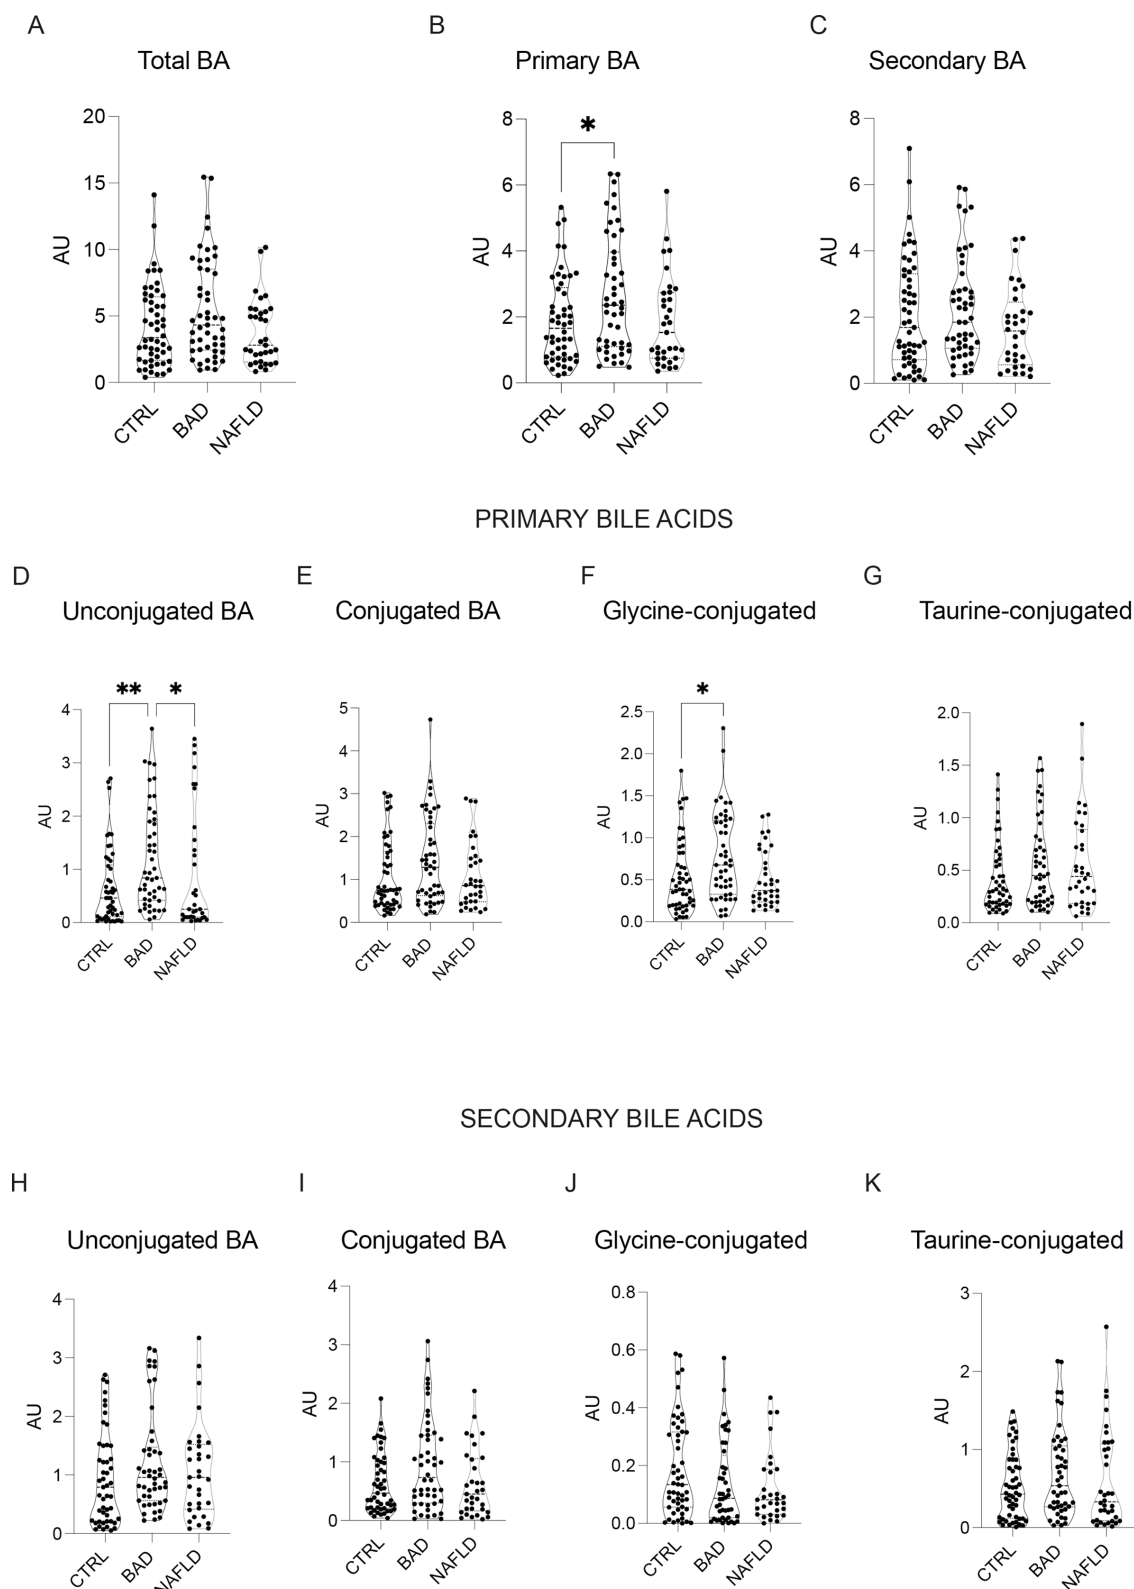 A
B
C
Total BA
Primary BA
Secondary BA
20
15
10
5
0
AU
CTRL
BAD
NAFLD
8
6
4
2
0
AU
*
CTRL
BAD
NAFLD
8
6
4
2
0
AU
CTRL
BAD
NAFLD
PRIMARY BILE ACIDS
D
E
F
G
Unconjugated BA
Conjugated BA
Glycine-conjugated
Taurine-conjugated
4
3
2
1
0
AU
**
*
CTRL
BAD
NAFLD
5
4
3
2
1
0
AU
CTRL
BAD
NAFLD
2.5
2.0
1.5
1.0
0.5
0.0
AU
*
CTRL
BAD
NAFLD
2.0
1.5
1.0
0.5
0.0
AU
CTRL
BAD
NAFLD
SECONDARY BILE ACIDS
H
I
J
K
Unconjugated BA
Conjugated BA
Glycine-conjugated
Taurine-conjugated
4
3
2
1
0
AU
CTRL
BAD
NAFLD
4
3
2
1
0
AU
CTRL
BAD
NAFLD
0.8
0.6
0.4
0.2
0.0
AU
CTRL
BAD
NAFLD
3
2
1
0
AU
CTRL
BAD
NAFLD